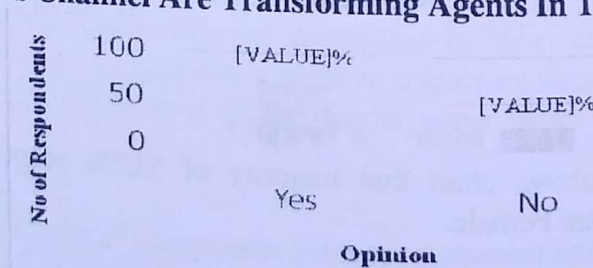 Channel Are Transforming Agents In
No of Respondents
100
[VALUE]%
50
[VALUE]%
0
Yes No
Opinion